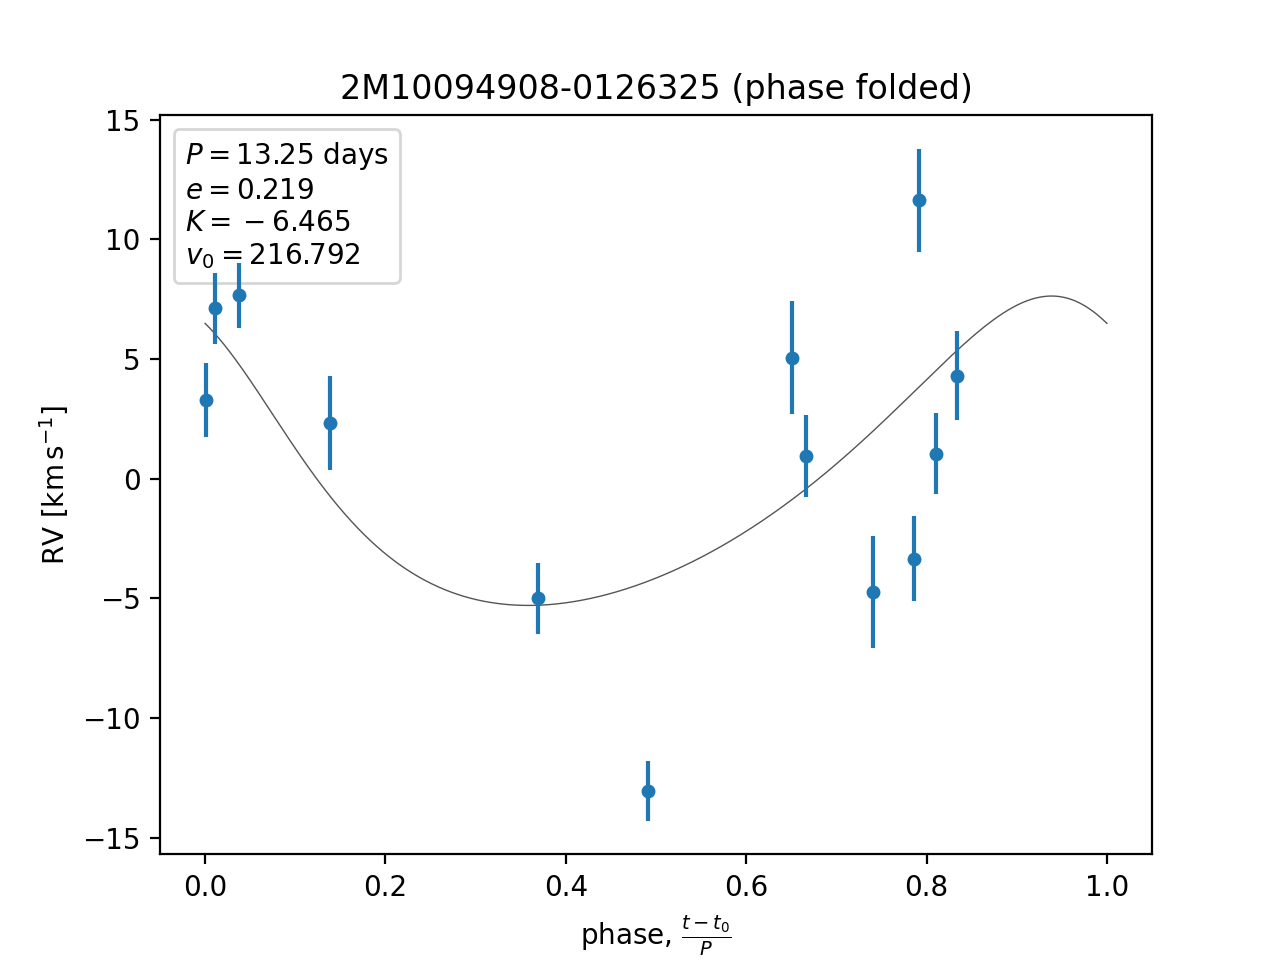 2M10094908-0126325 (phase folded)
P = 13.25 days
e = 0.219
K = −6.465
v₀ = 216.792
15
10
5
0
−5
−10
−15
RV [km s⁻¹]
0.0 0.2 0.4 0.6 0.8 1.0
phase, (t − t₀)/P